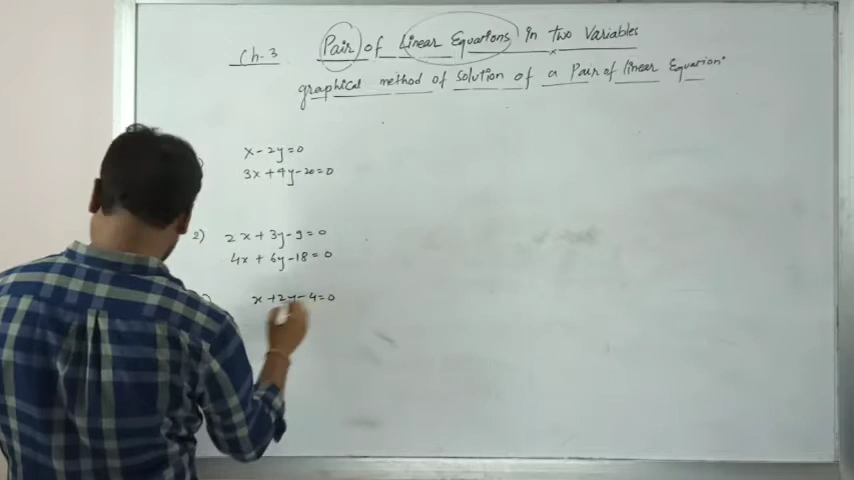 Ch-3 Pair of Linear Equations in two Variables
graphical method of Solution of a Pair of linear Equation
)
x-2y=0
3x+4y-20=0
2) 2x+3y-9=0
4x+6y-18=0
x+2y-4=0